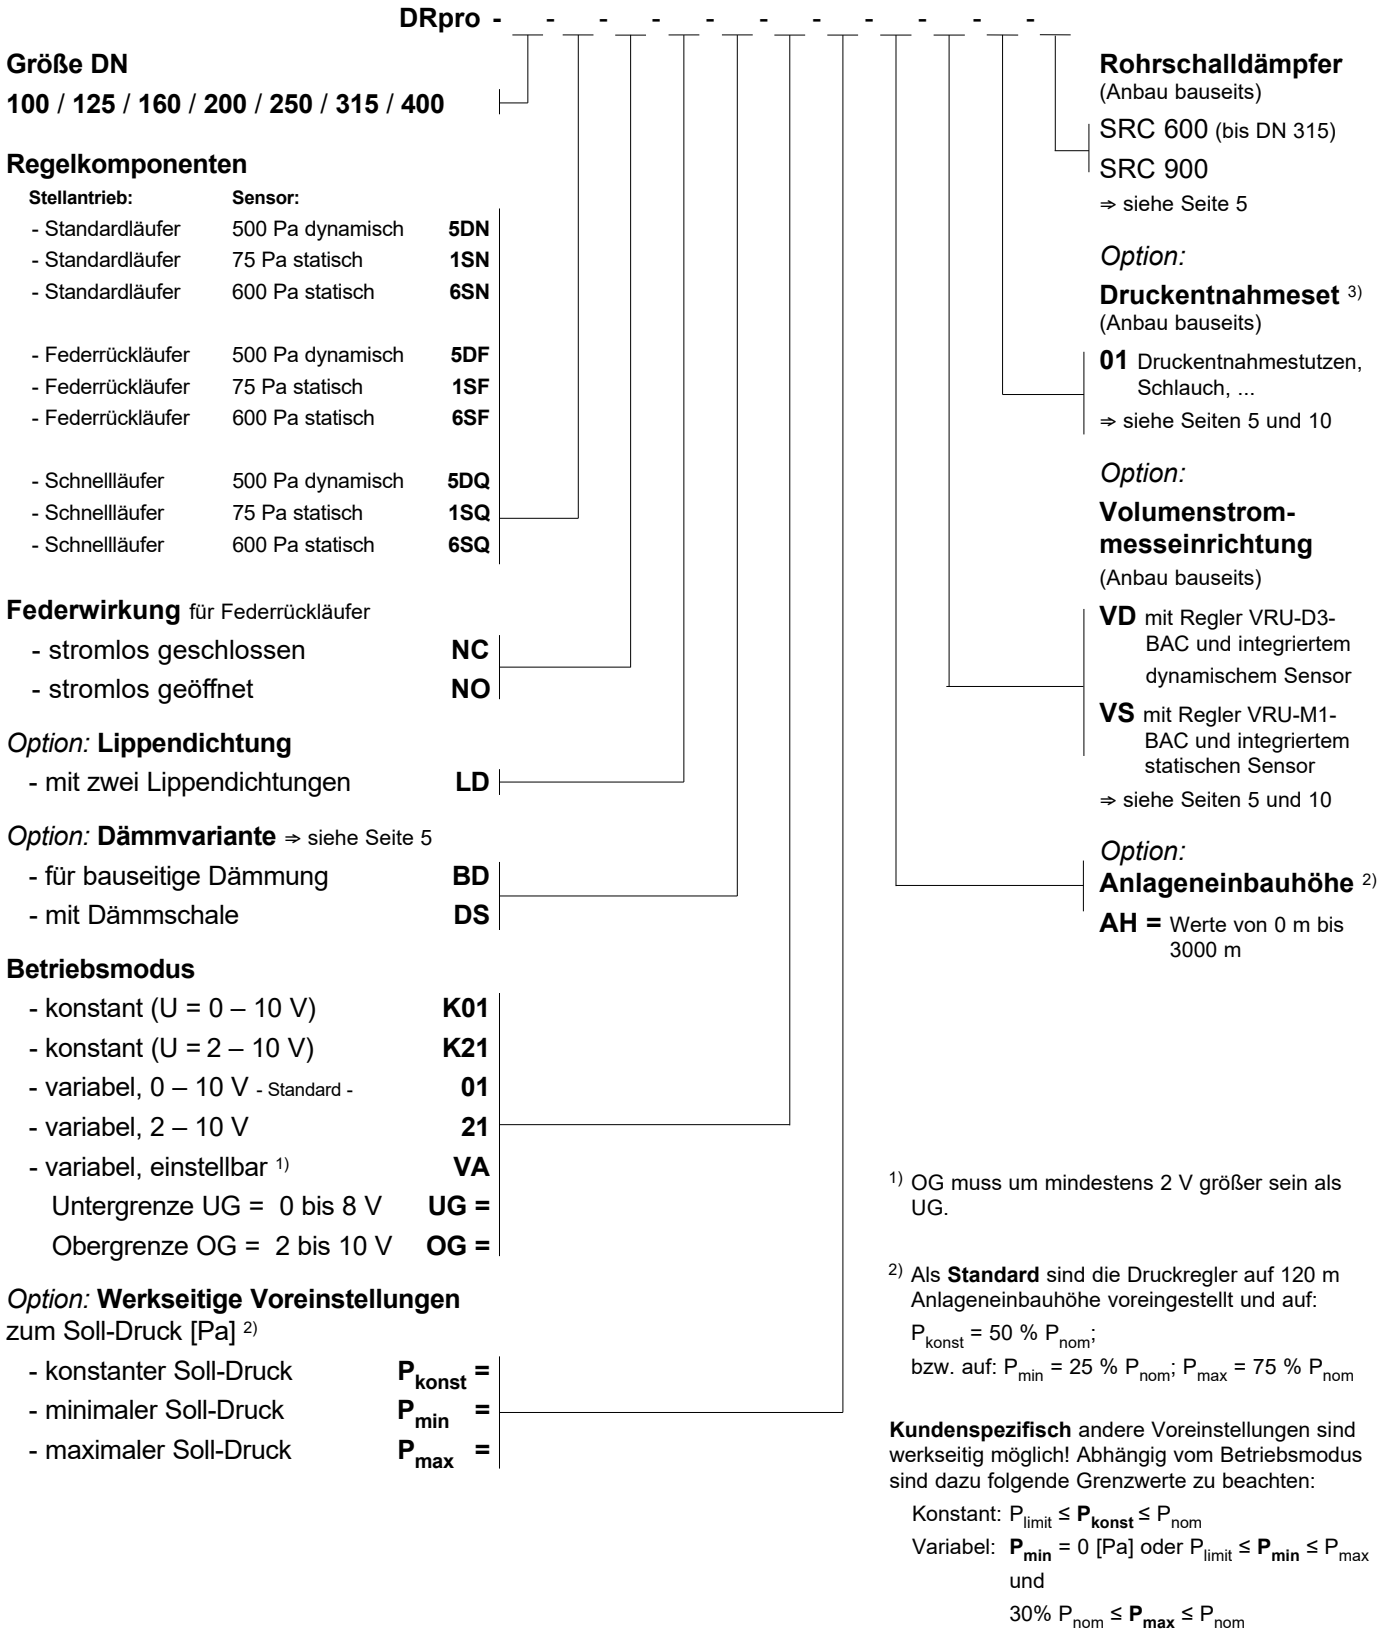 DRpro - - - - - - - - - - -
Größe DN
100 / 125 / 160 / 200 / 250 / 315 / 400
Regelkomponenten
Stellantrieb: Sensor:
- Standardläufer 500 Pa dynamisch 5DN
- Standardläufer 75 Pa statisch 1SN
- Standardläufer 600 Pa statisch 6SN
- Federrückläufer 500 Pa dynamisch 5DF
- Federrückläufer 75 Pa statisch 1SF
- Federrückläufer 600 Pa statisch 6SF
- Schnellläufer 500 Pa dynamisch 5DQ
- Schnellläufer 75 Pa statisch 1SQ
- Schnellläufer 600 Pa statisch 6SQ
Federwirkung für Federrückläufer
- stromlos geschlossen NC
- stromlos geöffnet NO
Option: Lippendichtung
- mit zwei Lippendichtungen LD
Option: Dämmvariante ⇒ siehe Seite 5
- für bauseitige Dämmung BD
- mit Dämmschale DS
Betriebsmodus
- konstant (U = 0 – 10 V) K01
- konstant (U = 2 – 10 V) K21
- variabel, 0 – 10 V - Standard - 01
- variabel, 2 – 10 V 21
- variabel, einstellbar 1) VA
Untergrenze UG = 0 bis 8 V UG =
Obergrenze OG = 2 bis 10 V OG =
Option: Werkseitige Voreinstellungen
zum Soll-Druck [Pa] 2)
- konstanter Soll-Druck Pkonst =
- minimaler Soll-Druck Pmin =
- maximaler Soll-Druck Pmax =
Rohrschalldämpfer
(Anbau bauseits)
SRC 600 (bis DN 315)
SRC 900
⇒ siehe Seite 5
Option:
Druckentnahmeset 3)
(Anbau bauseits)
01 Druckentnahmestutzen,
Schlauch, ...
⇒ siehe Seiten 5 und 10
Option:
Volumenstrom-
messeinrichtung
(Anbau bauseits)
VD mit Regler VRU-D3-
BAC und integriertem
dynamischem Sensor
VS mit Regler VRU-M1-
BAC und integriertem
statischen Sensor
⇒ siehe Seiten 5 und 10
Option:
Anlageneinbauhöhe 2)
AH = Werte von 0 m bis
3000 m
1) OG muss um mindestens 2 V größer sein als
UG.
2) Als Standard sind die Druckregler auf 120 m
Anlageneinbauhöhe voreingestellt und auf:
Pkonst = 50 % Pnom;
bzw. auf: Pmin = 25 % Pnom; Pmax = 75 % Pnom
Kundenspezifisch andere Voreinstellungen sind
werkseitig möglich! Abhängig vom Betriebsmodus
sind dazu folgende Grenzwerte zu beachten:
Konstant: Plimit ≤ Pkonst ≤ Pnom
Variabel: Pmin = 0 [Pa] oder Plimit ≤ Pmin ≤ Pmax
und
30% Pnom ≤ Pmax ≤ Pnom